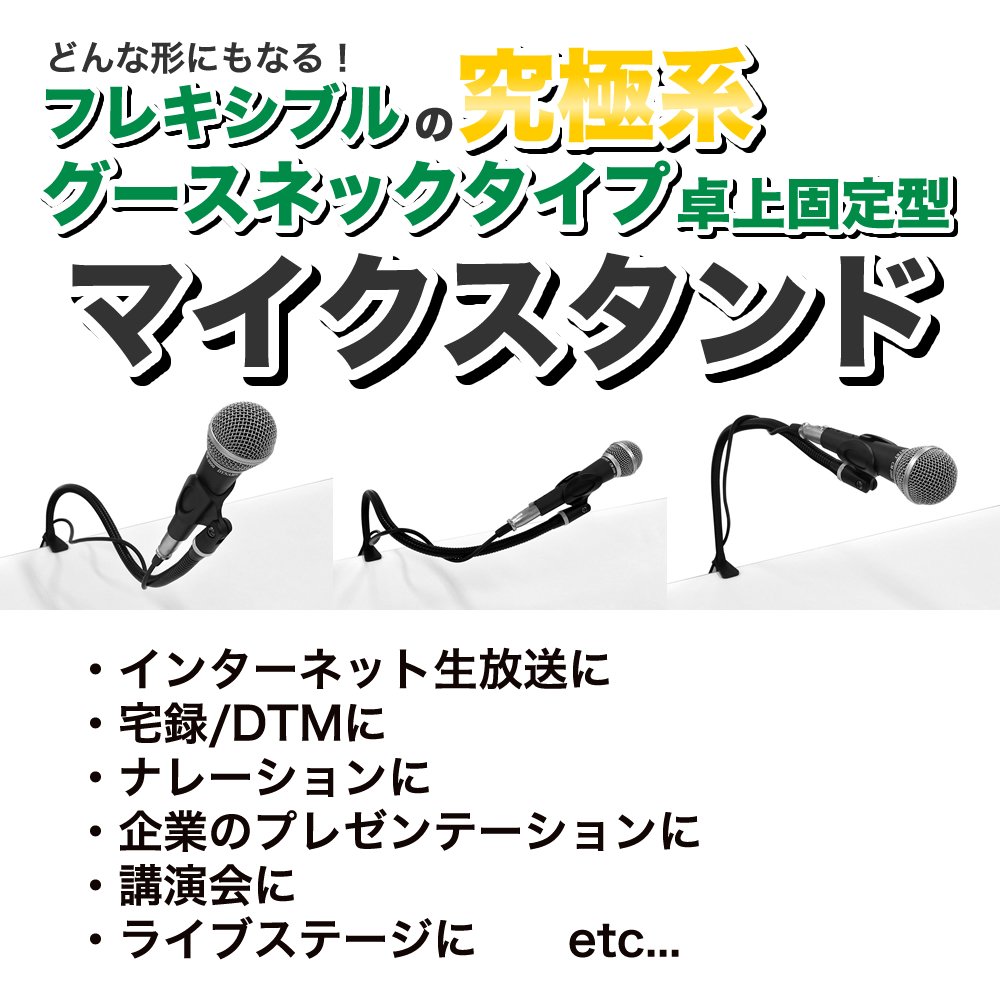 どんな形にもなる！
フレキシブルの究極系
グースネックタイプ卓上固定型
マイクスタンド
・インターネット生放送に
・宅録/DTMに
・ナレーションに
・企業のプレゼンテーションに
・講演会に
・ライブステージに　　etc...